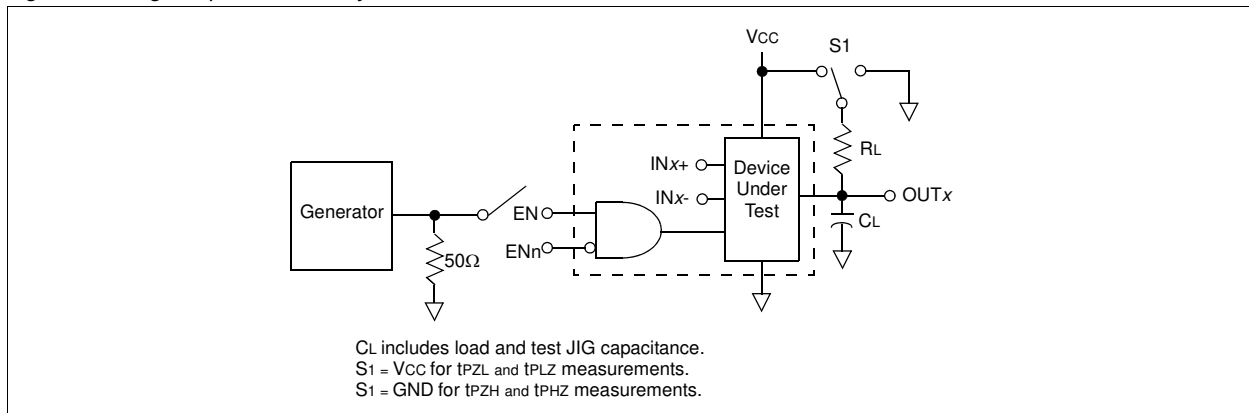 VCC
S1
RL
INx+
Device
Under
Test
INx-
OUTx
CL
Generator
EN
ENn
50Ω
CL includes load and test JIG capacitance.
S1 = VCC for tPZL and tPLZ measurements.
S1 = GND for tPZH and tPHZ measurements.